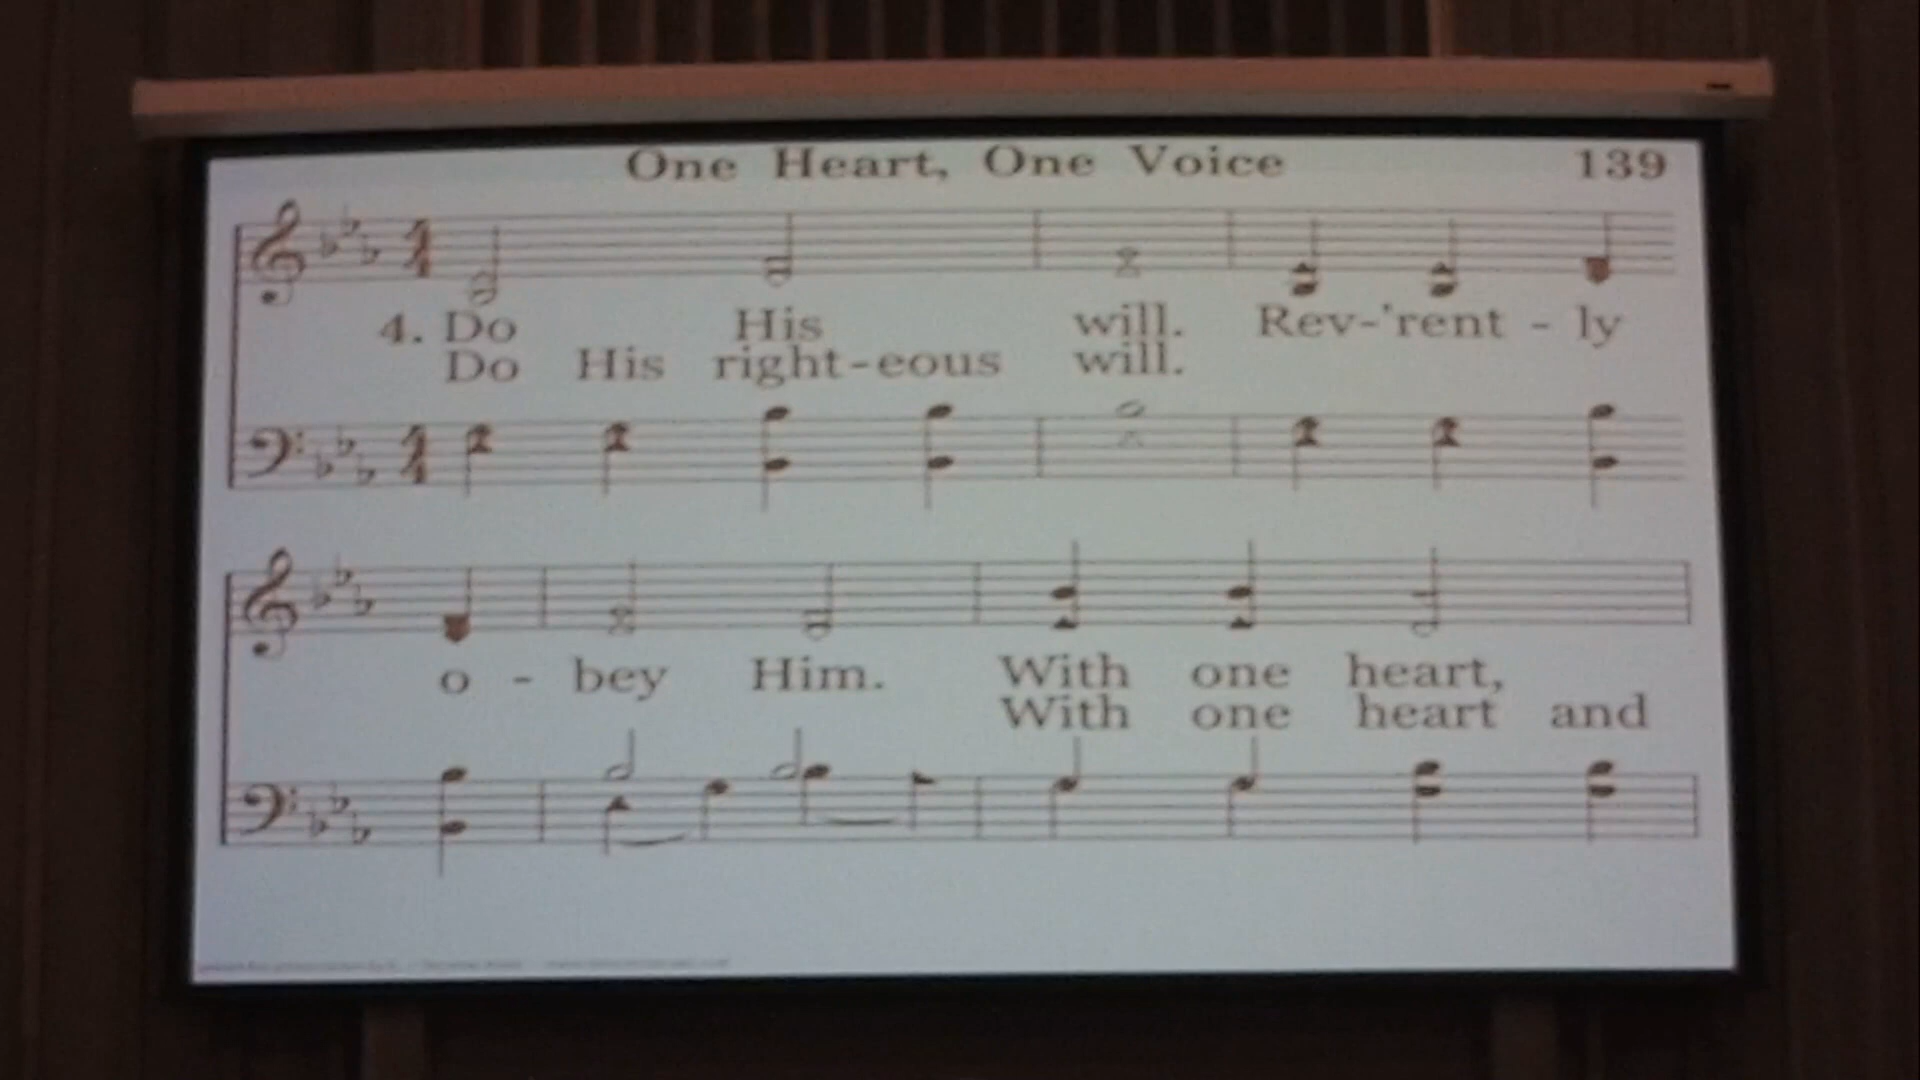 One Heart, One Voice 139
4. Do His will. Rev-'rent - ly
Do His right-eous will.
o - bey Him. With one heart,
With one heart and